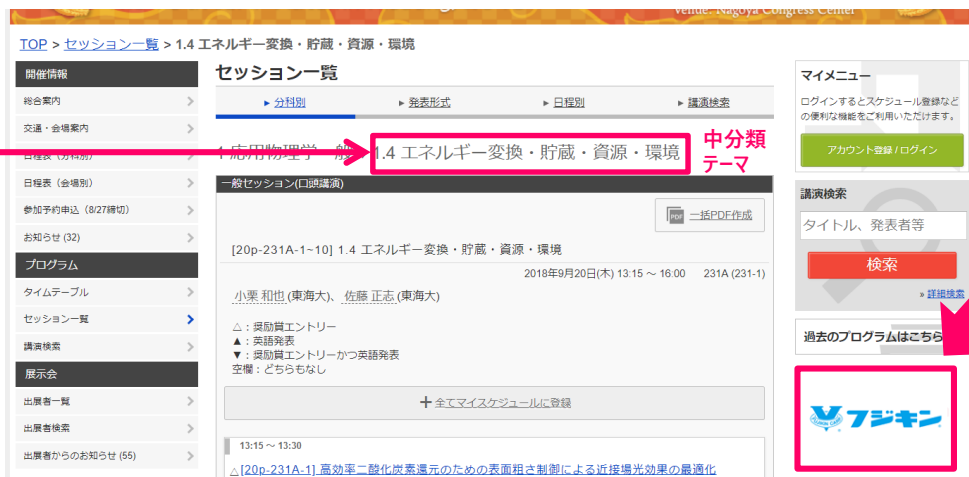 Venue: Nagoya Congress Center
TOP > セッション一覧 > 1.4 エネルギー変換・貯蔵・資源・環境
開催情報
総合案内
交通・会場案内
日程表（分科別）
日程表（会場別）
参加予約申込（8/27締切）
お知らせ (32)
プログラム
タイムテーブル
セッション一覧
講演検索
展示会
出展者一覧
出展者検索
出展者からのお知らせ (55)
セッション一覧
▶ 分科別
▶ 発表形式
▶ 日程別
▶ 講演検索
1 応用物理学一般
1.4 エネルギー変換・貯蔵・資源・環境
中分類
テーマ
一般セッション(口頭講演)
PDF 一括PDF作成
[20p-231A-1~10] 1.4 エネルギー変換・貯蔵・資源・環境
2018年9月20日(木) 13:15 ～ 16:00 231A (231-1)
小栗 和也 (東海大)、 佐藤 正志 (東海大)
△：奨励賞エントリー
▲：英語発表
▼：奨励賞エントリーかつ英語発表
空欄：どちらもなし
＋ 全てマイスケジュールに登録
13:15 ～ 13:30
△ [20p-231A-1] 高効率二酸化炭素還元のための表面粗さ制御による近接場光効果の最適化
マイメニュー
ログインするとスケジュール登録など
の便利な機能をご利用いただけます。
アカウント登録 / ログイン
講演検索
タイトル、発表者等
検索
» 詳細検索
過去のプログラムはこちら
フジキン